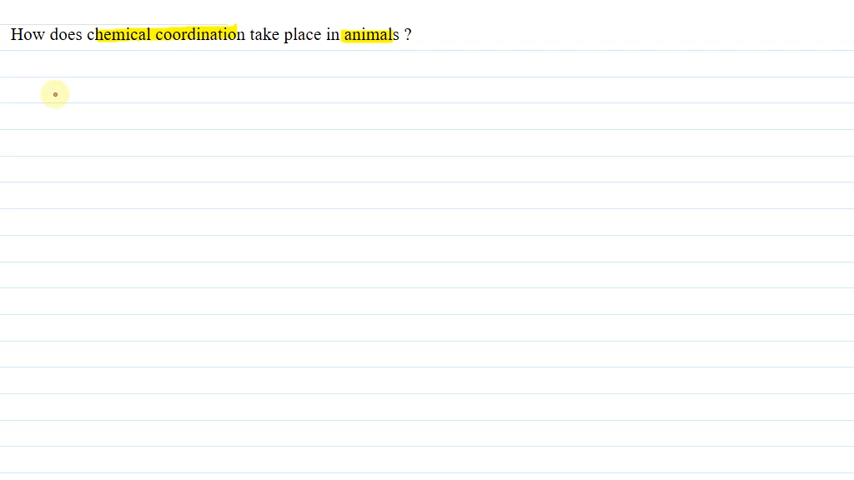 How does chemical coordination take place in animals ?